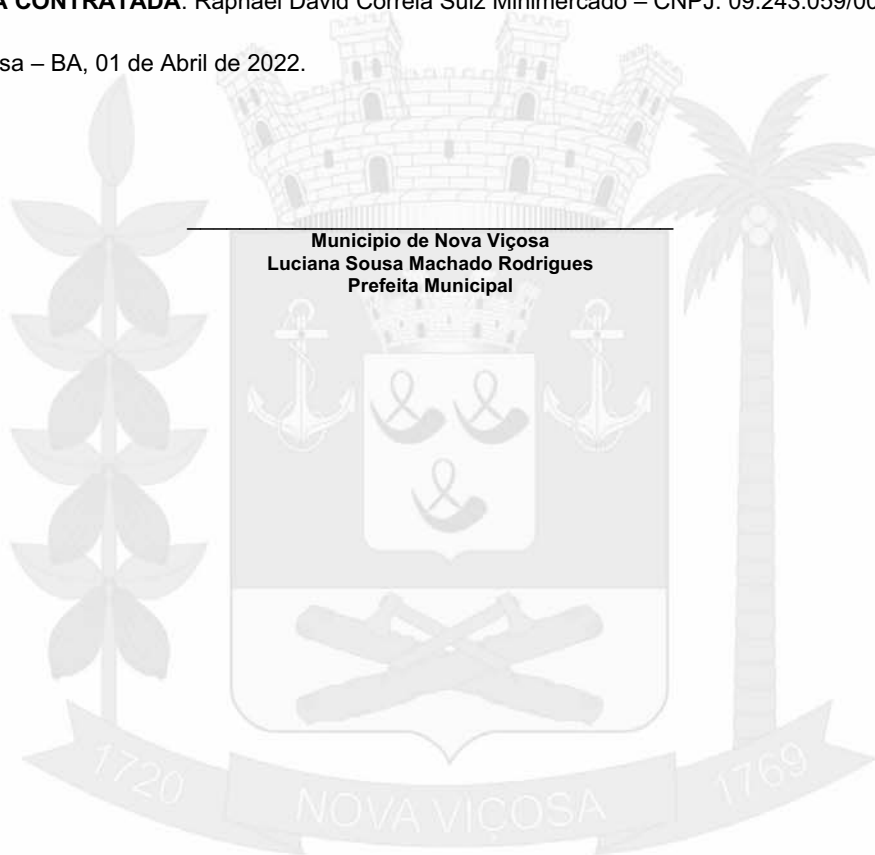 A CONTRATADA: Raphael David Correia Suiz Minimercado – CNPJ: 09.243.059/00
sa – BA, 01 de Abril de 2022.
Municipio de Nova Viçosa
Luciana Sousa Machado Rodrigues
Prefeita Municipal
1720
NOVA VIÇOSA
1769